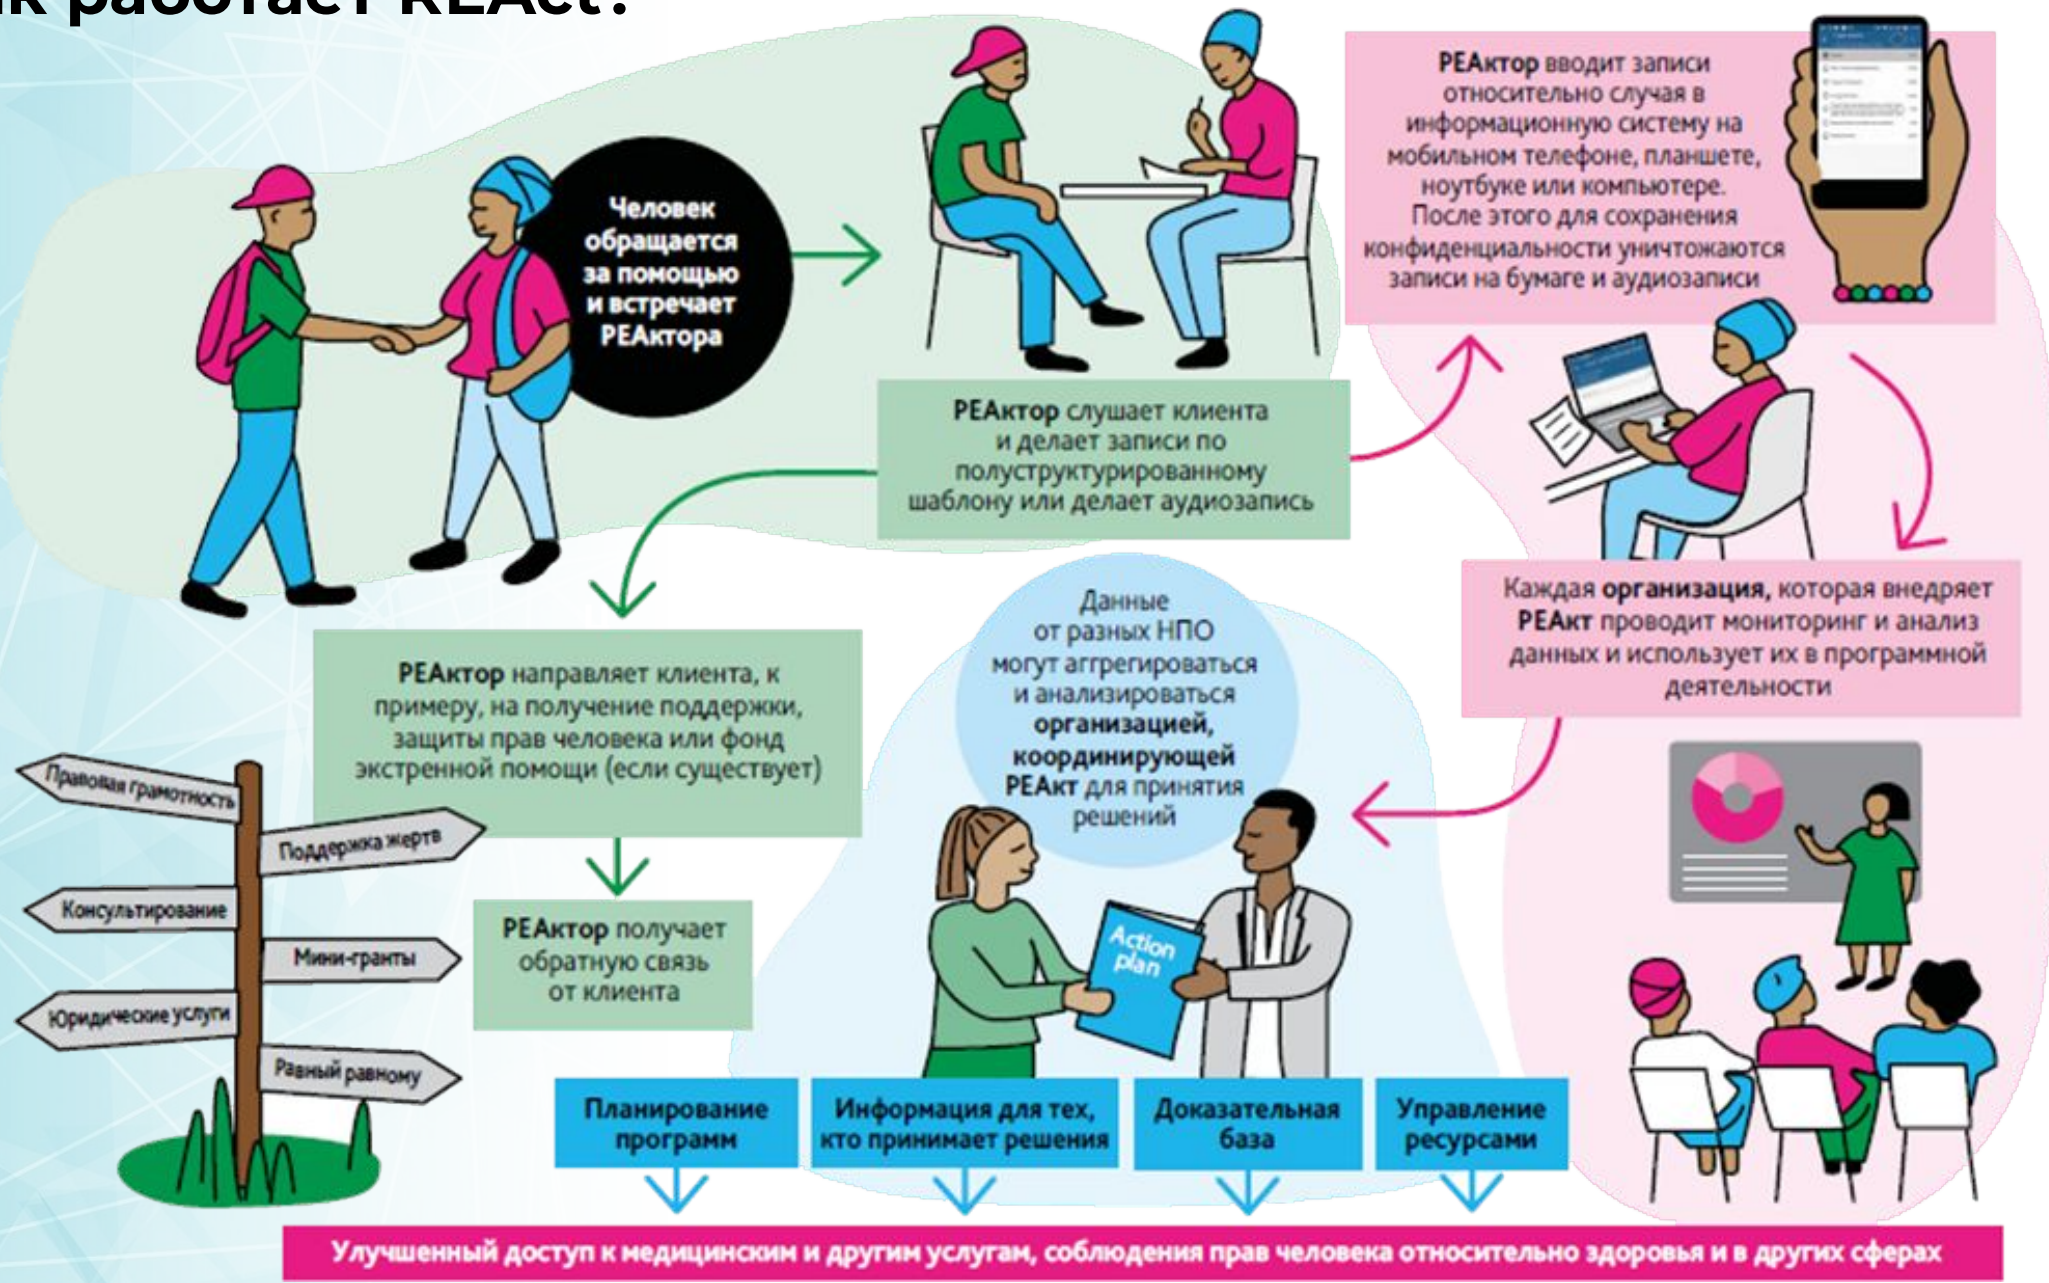 работает REAct?
Человек
обращается
за помощью
и встречает
РЕАктора
РЕАктор слушает клиента
и делает записи по
полуструктурированному
шаблону или делает аудиозапись
РЕАктор вводит записи
относительно случая в
информационную систему на
мобильном телефоне, планшете,
ноутбуке или компьютере.
После этого для сохранения
конфиденциальности уничтожаются
записи на бумаге и аудиозаписи
Каждая организация, которая внедряет
РЕАкт проводит мониторинг и анализ
данных и использует их в программной
деятельности
Данные
от разных НПО
могут аггрегироваться
и анализироваться
организацией,
координирующей
РЕАкт для принятия
решений
РЕАктор направляет клиента, к
примеру, на получение поддержки,
защиты прав человека или фонд
экстренной помощи (если существует)
РЕАктор получает
обратную связь
от клиента
Правовая грамотность
Поддержка жертв
Консультирование
Мини-гранты
Юридические услуги
Равный равному
Action
plan
Планирование
программ
Информация для тех,
кто принимает решения
Доказательная
база
Управление
ресурсами
Улучшенный доступ к медицинским и другим услугам, соблюдения прав человека относительно здоровья и в других сферах